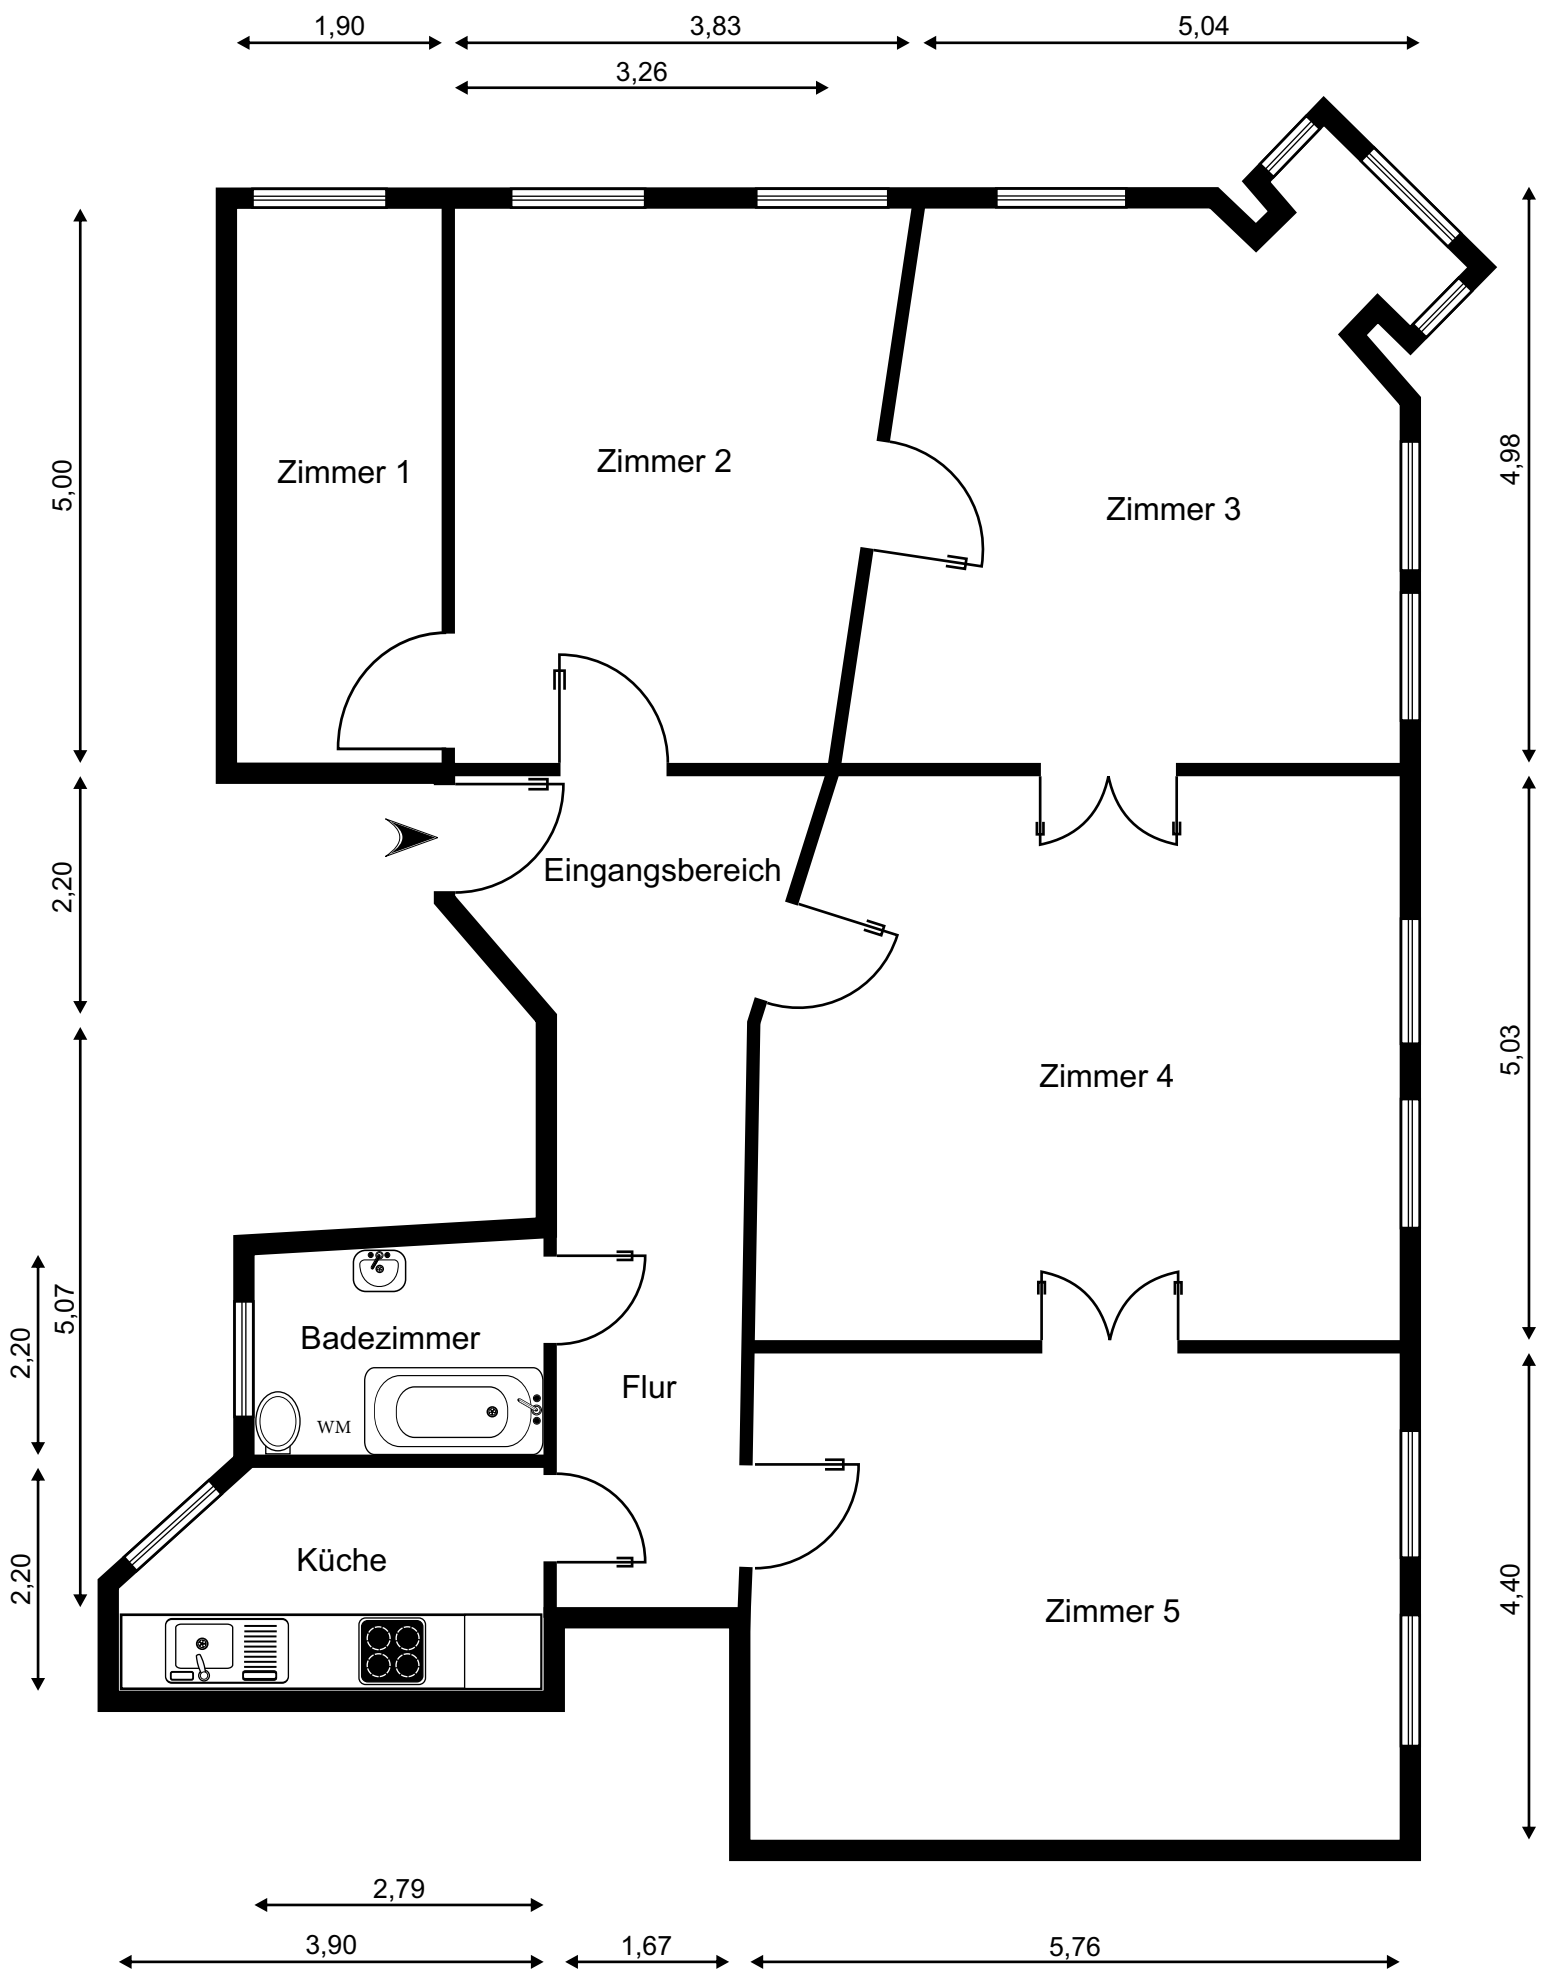 1,90
3,83
5,04
3,26
5,00
4,98
Zimmer 1
Zimmer 2
Zimmer 3
2,20
Eingangsbereich
Zimmer 4
5,03
5,07
2,20
Badezimmer
WM
Flur
2,20
Küche
Zimmer 5
4,40
2,79
3,90
1,67
5,76